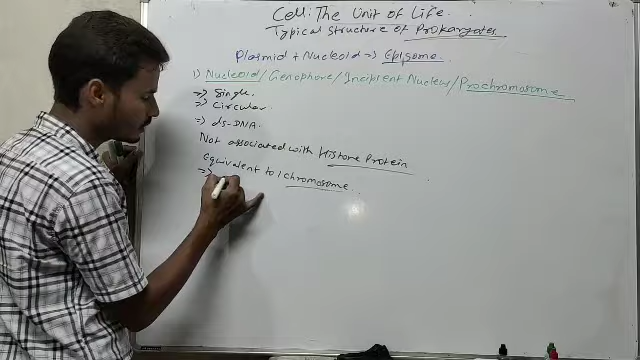 Cell: The Unit of Life.
Typical Structure of Prokaryotes
Plasmid + Nucleoid => Episome.
1) Nucleoid/Genophore/Incipient Nucleus/Prochromosome
=> Single.
=> Circular.
=> ds-DNA.
Not associated with Histone Protein
Equivalent to 1 chromosome.
=>